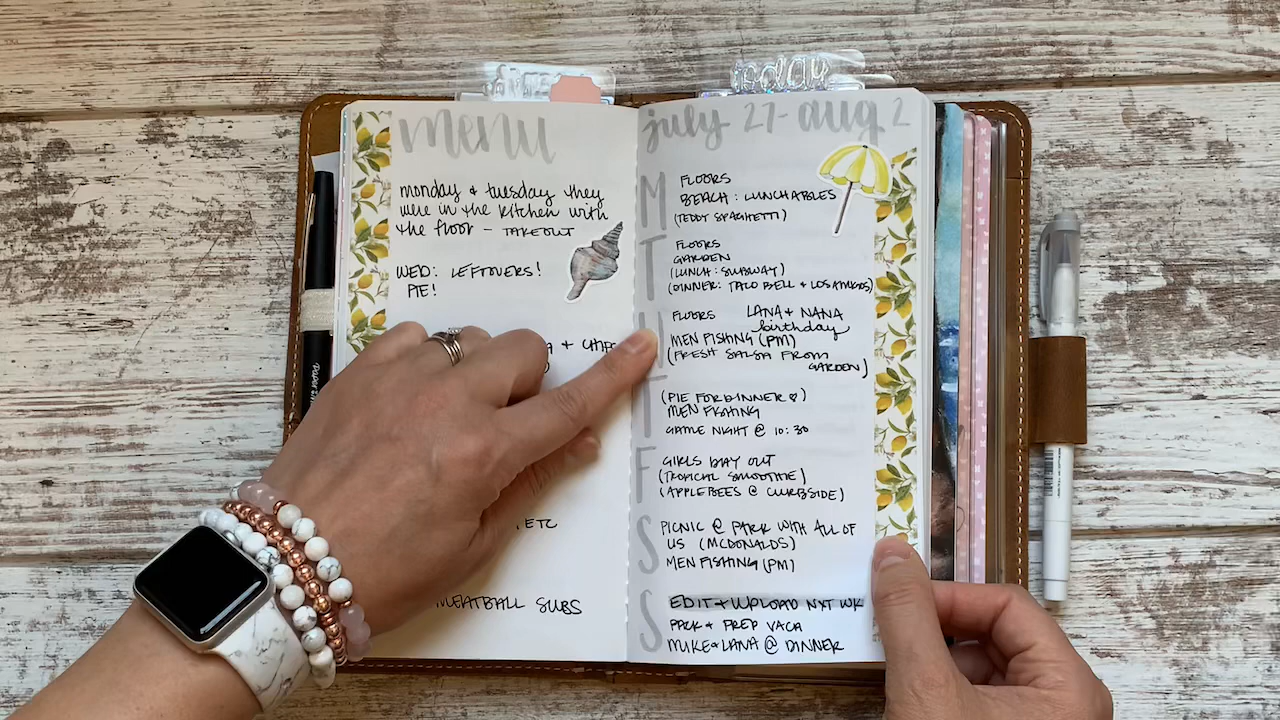 today
menu
monday & tuesday they
were in the kitchen with
the floor - TAKEOUT
WED: LEFTOVERS!
PIE!
, ETC
MEATBALL SUBS
july 27-aug 2
M
FLOORS
BEACH: LUNCHABLES
(TEDDY SPAGHETTI)
T
FLOORS
GARDEN
(LUNCH: SUBWAY)
(DINNER: TACO BELL &
W
FLOORS LANA + NANA
birthday
MEN FISHING (PM)
(FRESH SALSA FROM
GARDEN)
T
(PIE FOR DINNER ♡)
MEN FISHING
GAME NIGHT @ 10:30
F
GIRLS DAY OUT
(TROPICAL SMOOTHIE)
(APPLEBEES @ CURBSIDE)
S
PICNIC @ PARK WITH ALL OF
US (MCDONALDS)
MEN FISHING (PM)
S
EDIT + UPLOAD NXT WK
PACK & PREP VACA
MIKE + LANA @ DINNER